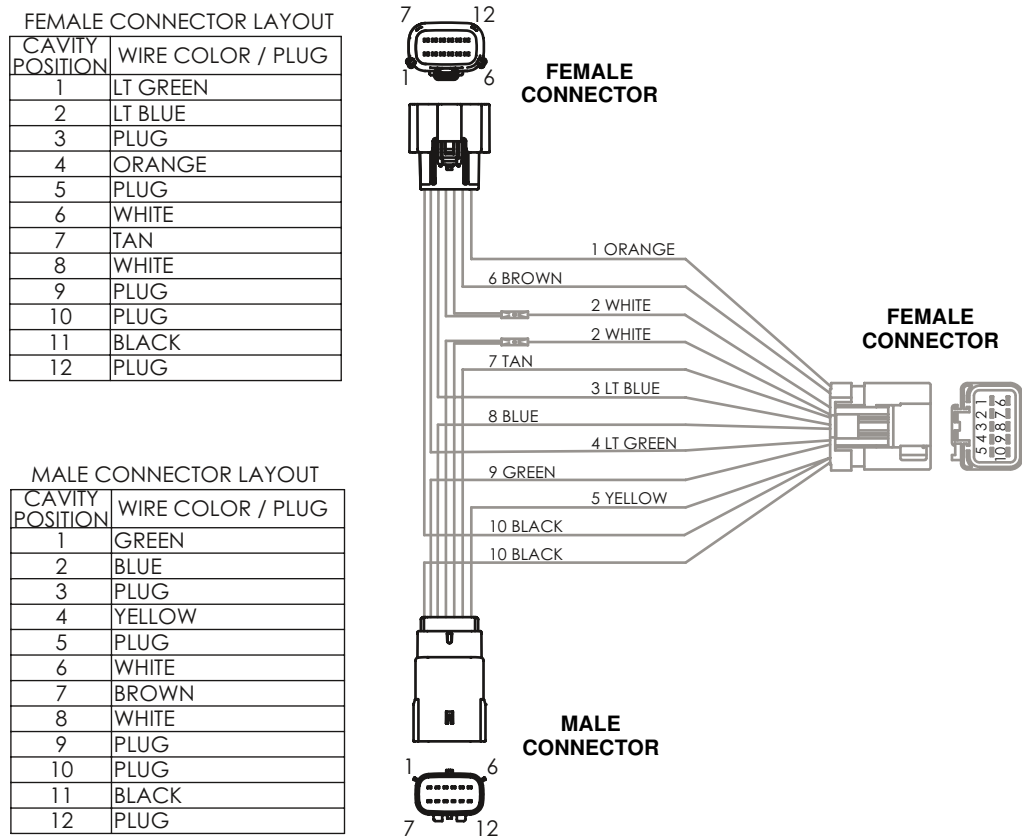 FEMALE CONNECTOR LAYOUT
CAVITY POSITION WIRE COLOR / PLUG
1 LT GREEN
2 LT BLUE
3 PLUG
4 ORANGE
5 PLUG
6 WHITE
7 TAN
8 WHITE
9 PLUG
10 PLUG
11 BLACK
12 PLUG
MALE CONNECTOR LAYOUT
CAVITY POSITION WIRE COLOR / PLUG
1 GREEN
2 BLUE
3 PLUG
4 YELLOW
5 PLUG
6 WHITE
7 BROWN
8 WHITE
9 PLUG
10 PLUG
11 BLACK
12 PLUG
7 12
1 6
FEMALE
CONNECTOR
1 ORANGE
6 BROWN
2 WHITE
2 WHITE
7 TAN
3 LT BLUE
8 BLUE
4 LT GREEN
9 GREEN
5 YELLOW
10 BLACK
10 BLACK
FEMALE
CONNECTOR
5 4 3 2 1
10 9 8 7 6
MALE
CONNECTOR
1 6
7 12